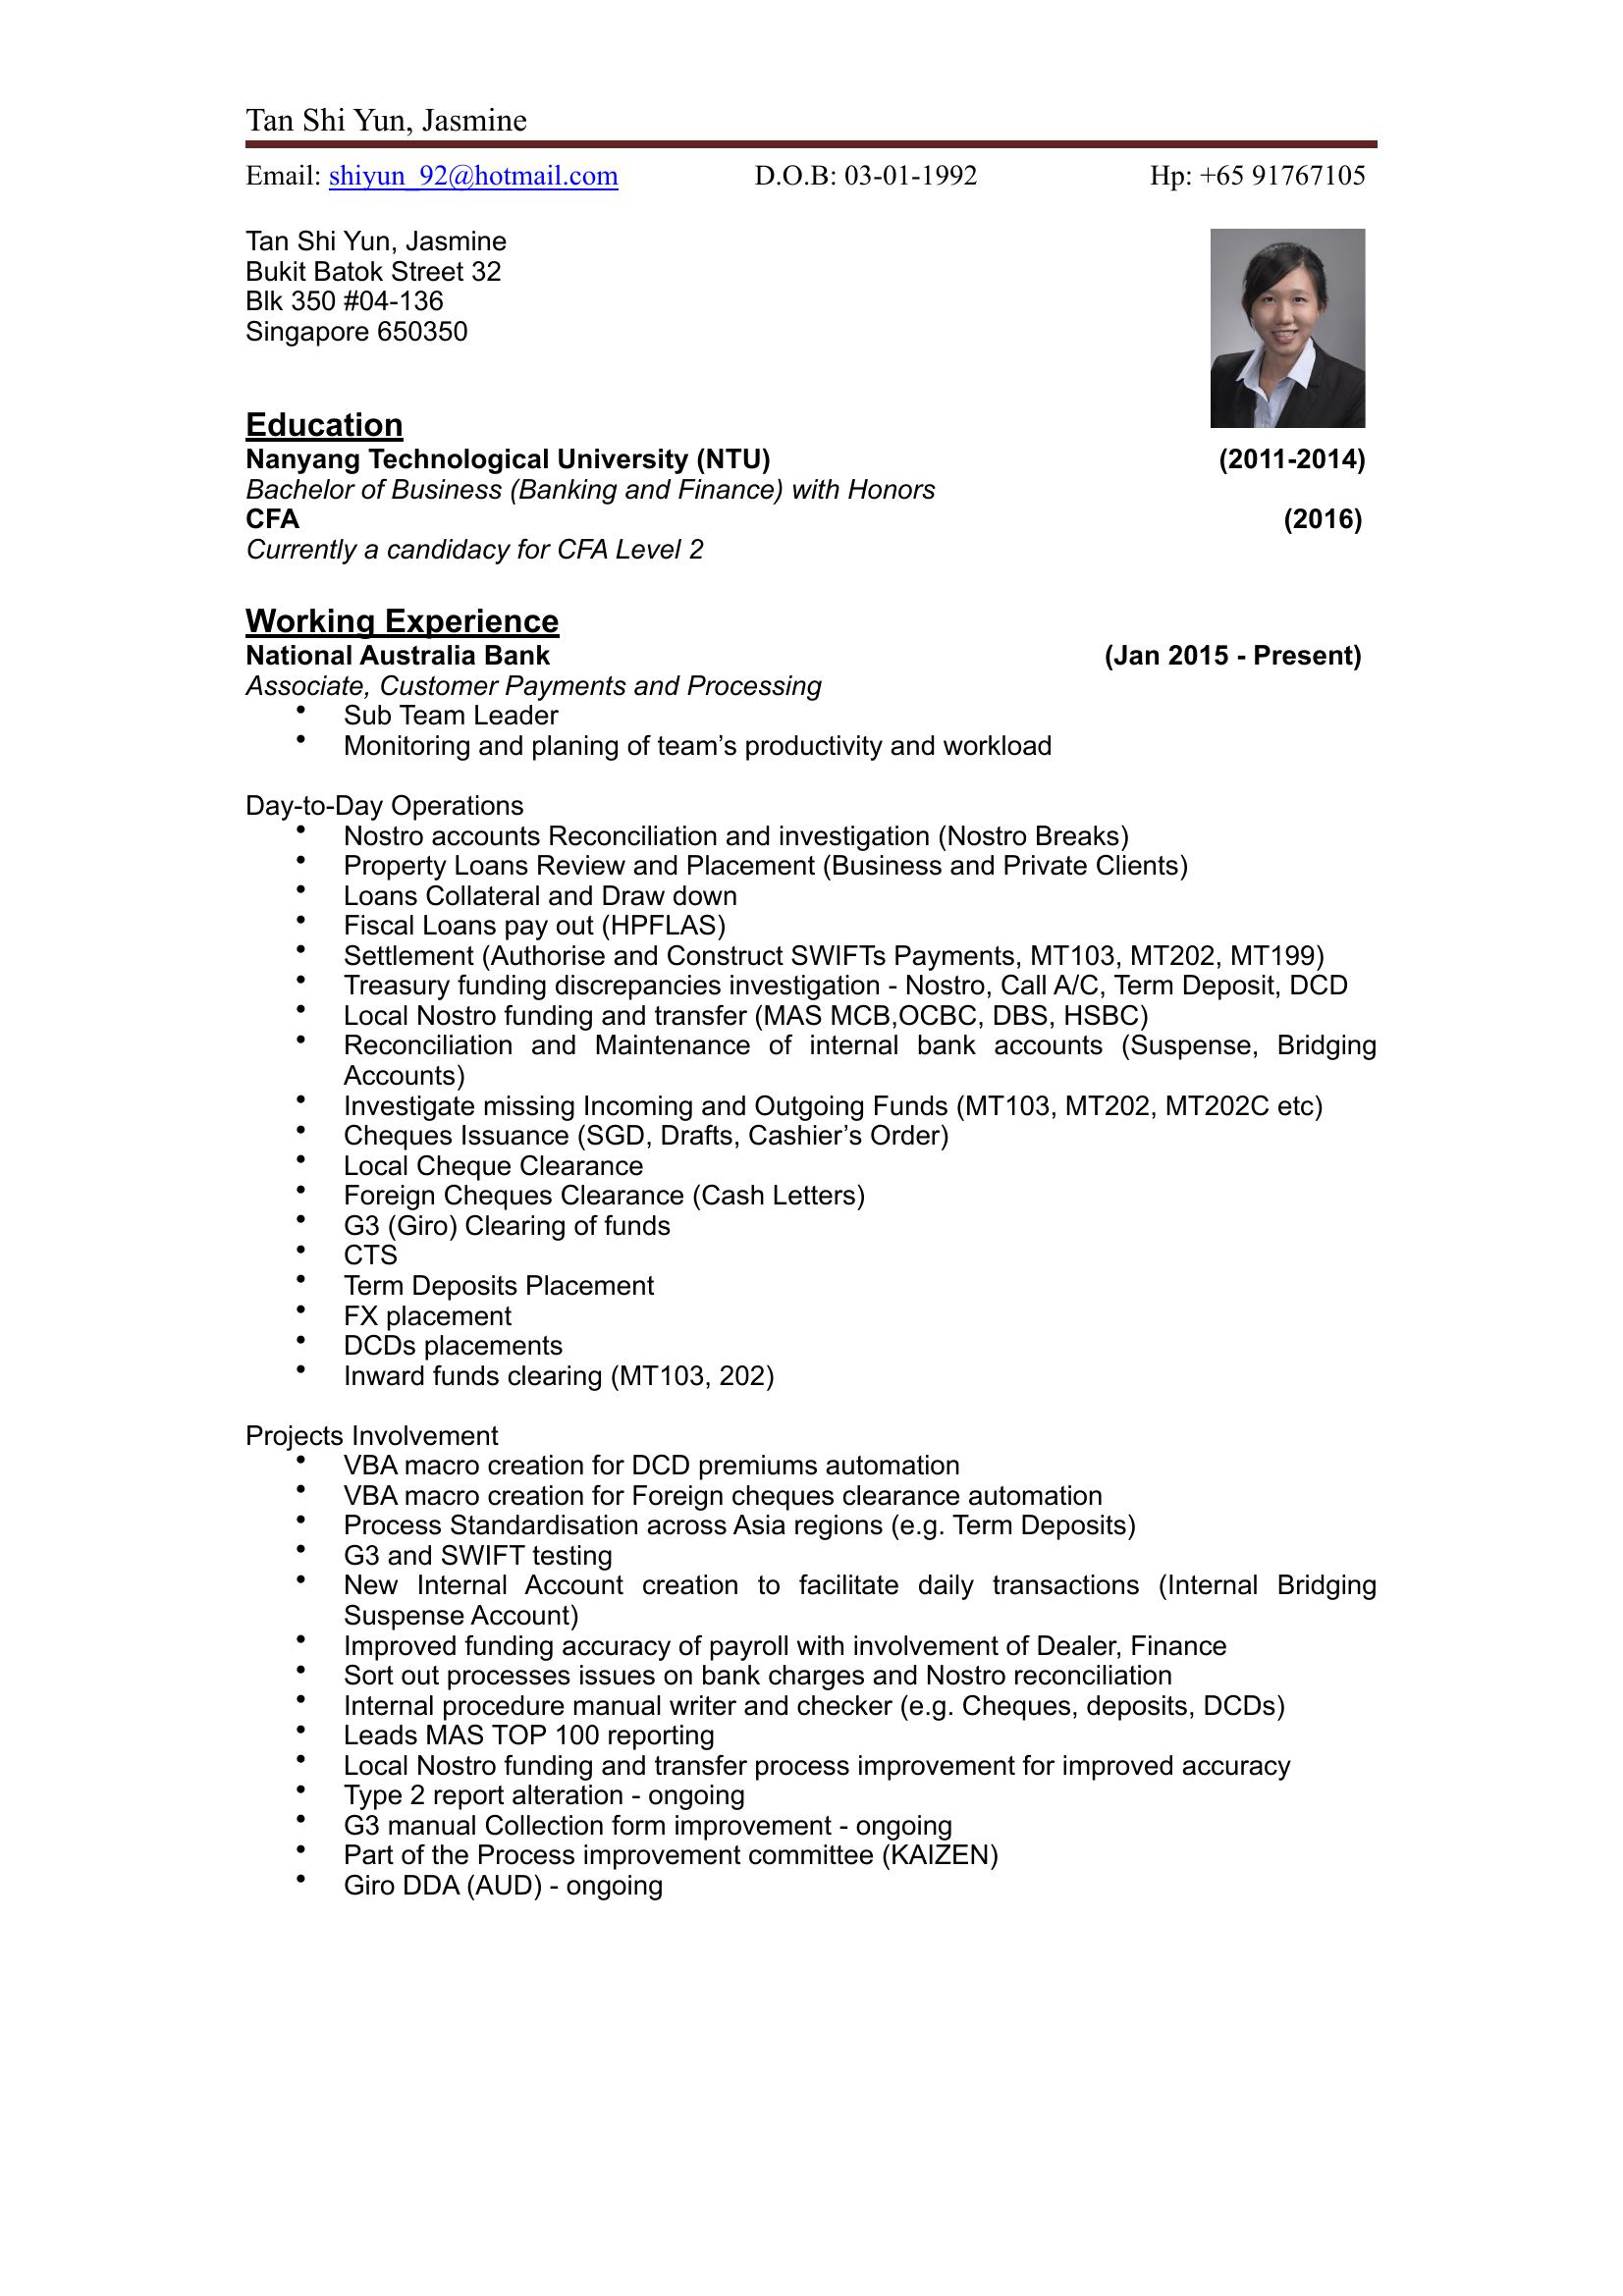 Tan Shi Yun, Jasmine
Email: shiyun_92@hotmail.com D.O.B: 03-01-1992 Hp: +65 91767105
Tan Shi Yun, Jasmine
Bukit Batok Street 32
Blk 350 #04-136
Singapore 650350
Education
Nanyang Technological University (NTU) (2011-2014)
Bachelor of Business (Banking and Finance) with Honors
CFA (2016)
Currently a candidacy for CFA Level 2
Working Experience
National Australia Bank (Jan 2015 - Present)
Associate, Customer Payments and Processing
• Sub Team Leader
• Monitoring and planing of team’s productivity and workload
Day-to-Day Operations
• Nostro accounts Reconciliation and investigation (Nostro Breaks)
• Property Loans Review and Placement (Business and Private Clients)
• Loans Collateral and Draw down
• Fiscal Loans pay out (HPFLAS)
• Settlement (Authorise and Construct SWIFTs Payments, MT103, MT202, MT199)
• Treasury funding discrepancies investigation - Nostro, Call A/C, Term Deposit, DCD
• Local Nostro funding and transfer (MAS MCB,OCBC, DBS, HSBC)
• Reconciliation and Maintenance of internal bank accounts (Suspense, Bridging
Accounts)
• Investigate missing Incoming and Outgoing Funds (MT103, MT202, MT202C etc)
• Cheques Issuance (SGD, Drafts, Cashier’s Order)
• Local Cheque Clearance
• Foreign Cheques Clearance (Cash Letters)
• G3 (Giro) Clearing of funds
• CTS
• Term Deposits Placement
• FX placement
• DCDs placements
• Inward funds clearing (MT103, 202)
Projects Involvement
• VBA macro creation for DCD premiums automation
• VBA macro creation for Foreign cheques clearance automation
• Process Standardisation across Asia regions (e.g. Term Deposits)
• G3 and SWIFT testing
• New Internal Account creation to facilitate daily transactions (Internal Bridging
Suspense Account)
• Improved funding accuracy of payroll with involvement of Dealer, Finance
• Sort out processes issues on bank charges and Nostro reconciliation
• Internal procedure manual writer and checker (e.g. Cheques, deposits, DCDs)
• Leads MAS TOP 100 reporting
• Local Nostro funding and transfer process improvement for improved accuracy
• Type 2 report alteration - ongoing
• G3 manual Collection form improvement - ongoing
• Part of the Process improvement committee (KAIZEN)
• Giro DDA (AUD) - ongoing